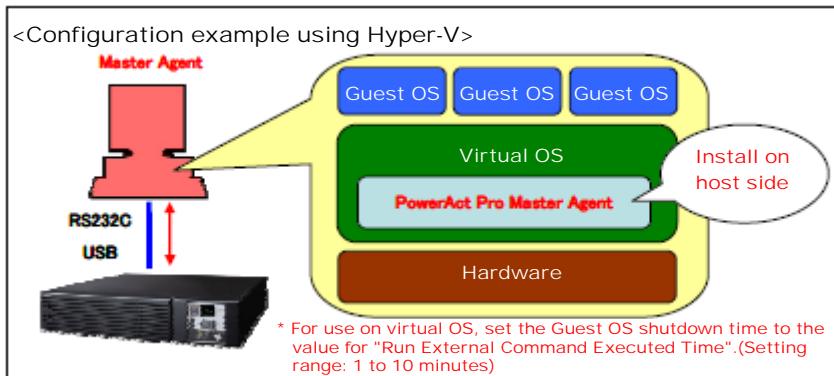 <Configuration example using Hyper-V>
Master Agent
Guest OS Guest OS Guest OS
Virtual OS
PowerAct Pro Master Agent
Install on
host side
RS232C
USB
Hardware
* For use on virtual OS, set the Guest OS shutdown time to the
value for "Run External Command Executed Time".(Setting
range: 1 to 10 minutes)